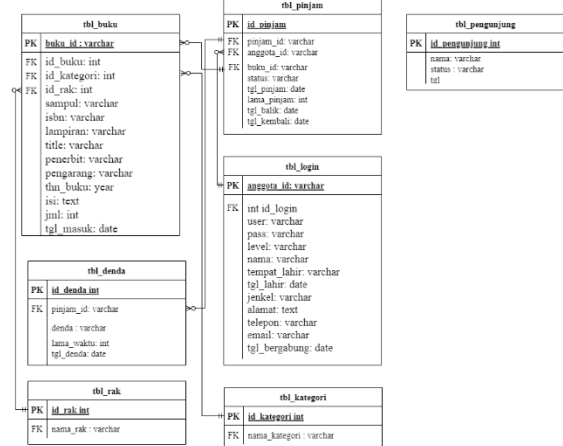 tbl_buku
PK buku_id : varchar
FK id_buku: int
FK id_kategori: int
FK id_rak: int
sampul: varchar
isbn: varchar
lampiran: varchar
title: varchar
penerbit: varchar
pengarang: varchar
thn_buku: year
isi: text
jml: int
tgl_masuk: date
tbl_pinjam
PK id_pinjam
FK pinjam_id: varchar
FK anggota_id: varchar
FK buku_id: varchar
status: varchar
tgl_pinjam: date
lama_pinjam: int
tgl_balik: date
tgl_kembali: date
tbl_pengunjung
PK id_pengunjung int
nama: varchar
status : varchar
tgl
tbl_login
PK anggota_id: varchar
FK int id_login
user: varchar
pass: varchar
level: varchar
nama: varchar
tempat_lahir: varchar
tgl_lahir: date
jenkel: varchar
alamat: text
telepon: varchar
email: varchar
tgl_bergabung: date
tbl_denda
PK id_denda int
FK pinjam_id: varchar
denda : varchar
lama_waktu: int
tgl_denda: date
tbl_rak
PK id_rak int
FK nama_rak : varchar
tbl_kategori
PK id_kategori int
FK nama_kategori : varchar